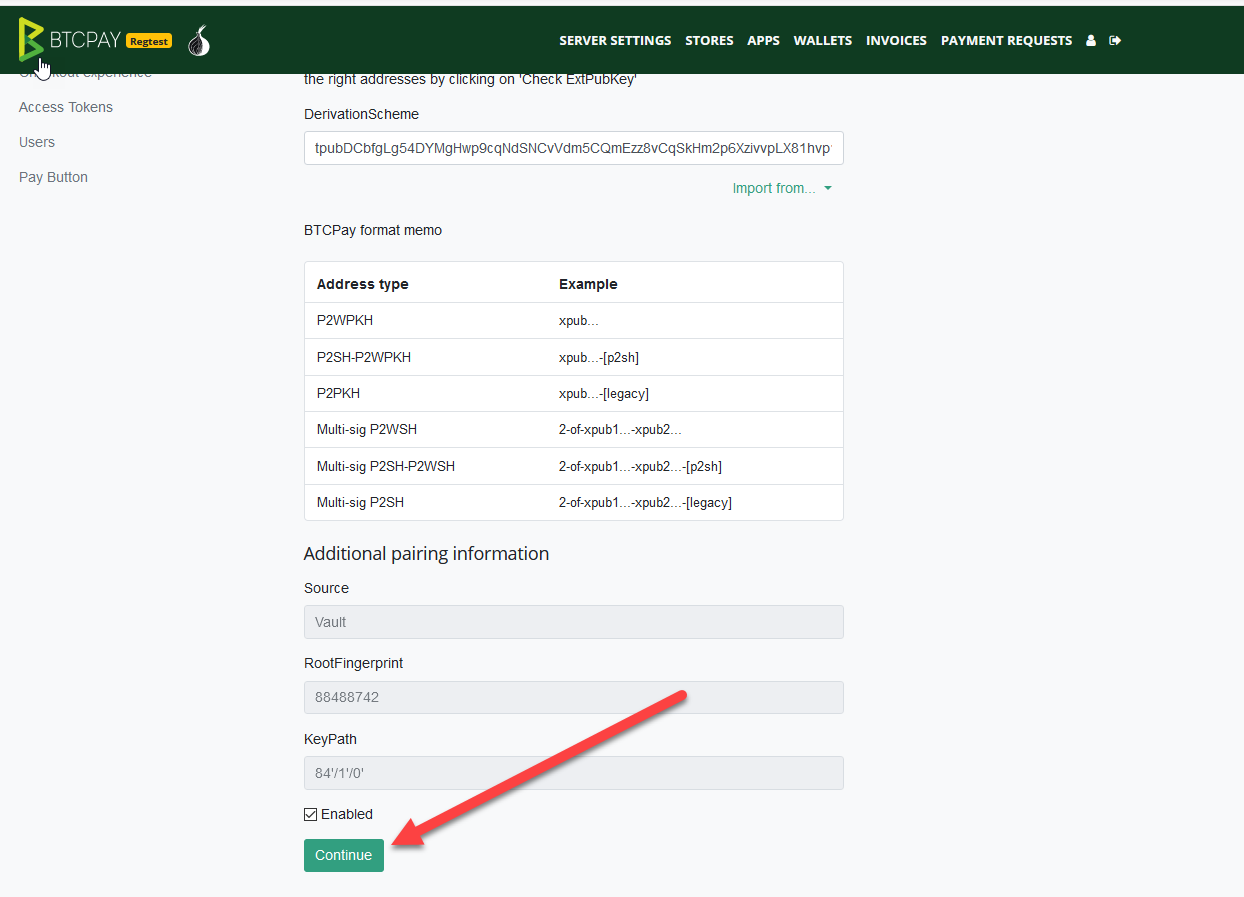 BTCPAY Regtest SERVER SETTINGS STORES APPS WALLETS INVOICES PAYMENT REQUESTS
Checkout experience
Access Tokens
Users
Pay Button
the right addresses by clicking on 'Check ExtPubKey'
DerivationScheme
tpubDCbfgLg54DYMgHwp9cqNdSNCvVdm5CQmEzz8vCqSkHm2p6XzivvpLX81hvp
Import from...
BTCPay format memo
Address type Example
P2WPKH xpub...
P2SH-P2WPKH xpub...-[p2sh]
P2PKH xpub...-[legacy]
Multi-sig P2WSH 2-of-xpub1...-xpub2...
Multi-sig P2SH-P2WSH 2-of-xpub1...-xpub2...-[p2sh]
Multi-sig P2SH 2-of-xpub1...-xpub2...-[legacy]
Additional pairing information
Source
Vault
RootFingerprint
88488742
KeyPath
84'/1'/0'
Enabled
Continue